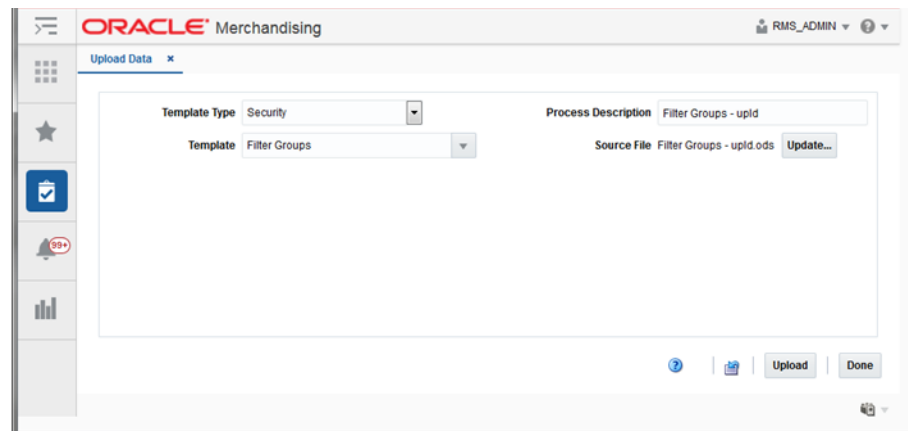 ORACLE Merchandising
RMS_ADMIN
Upload Data ×
Template Type Security
Process Description Filter Groups - upld
Template Filter Groups
Source File Filter Groups - upld.ods Update...
99+
? Upload Done